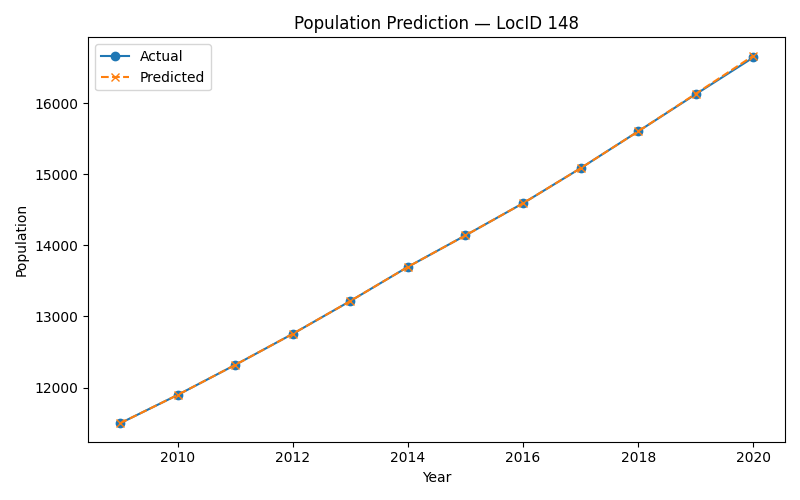 Population Prediction — LocID 148
Actual
Predicted
16000
15000
14000
13000
12000
Population
2010 2012 2014 2016 2018 2020
Year